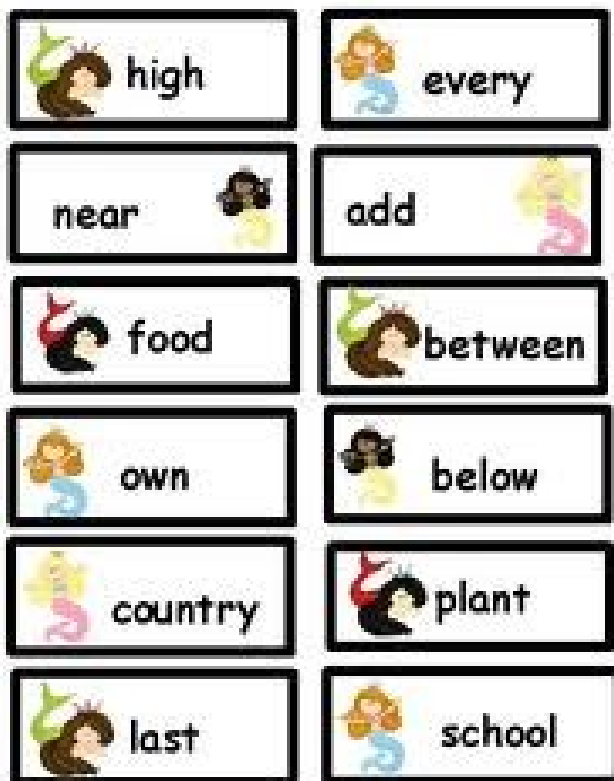 high
every
near
add
food
between
own
below
country
plant
last
school